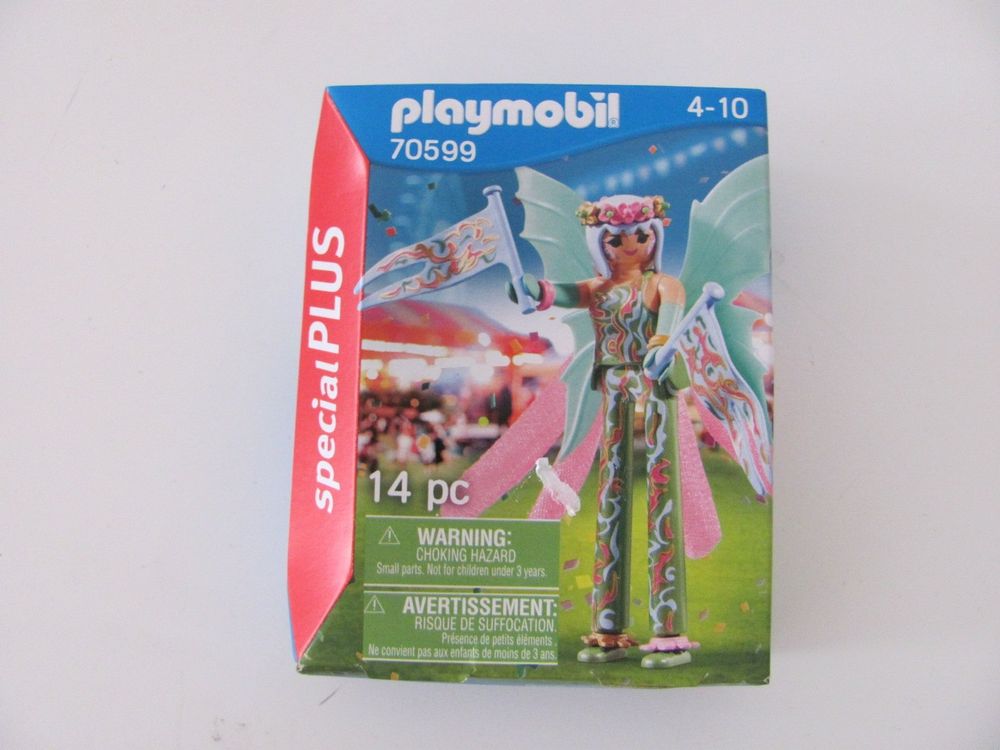 playmobil®
4-10
70599
specialPLUS
14 pc
WARNING:
CHOKING HAZARD
Small parts. Not for children under 3 years.
AVERTISSEMENT:
RISQUE DE SUFFOCATION.
Présence de petits éléments.
Ne convient pas aux enfants de moins de 3 ans.